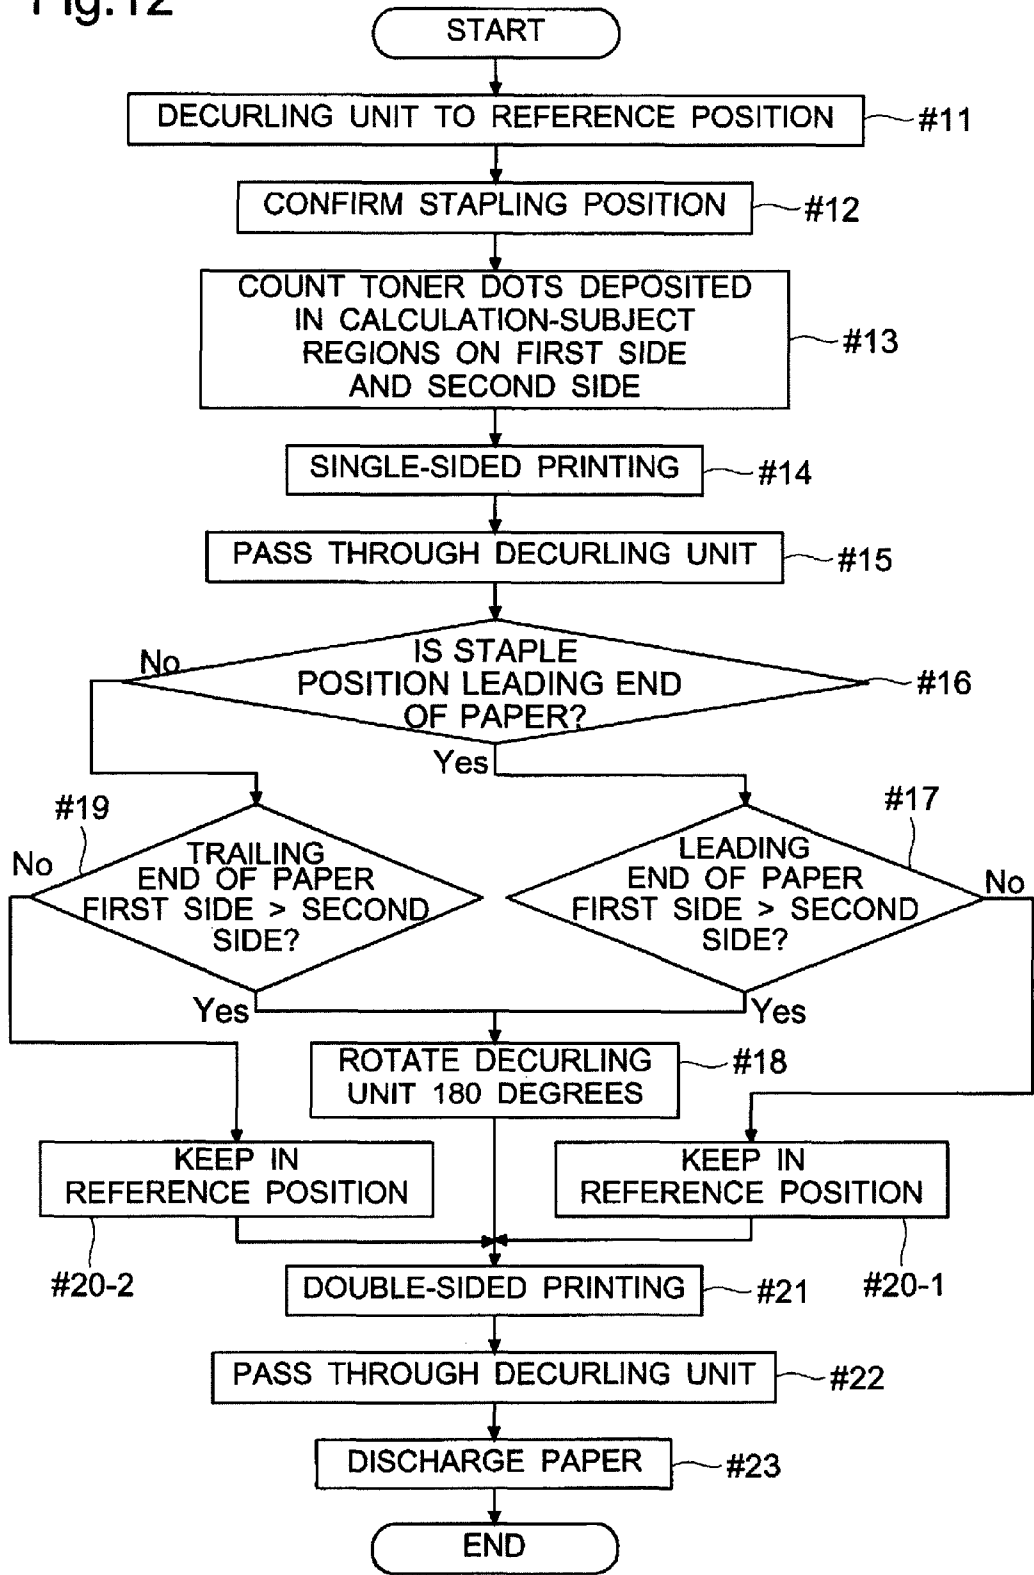 Fig.12
START
DECURLING UNIT TO REFERENCE POSITION
#11
CONFIRM STAPLING POSITION
#12
COUNT TONER DOTS DEPOSITED
IN CALCULATION-SUBJECT
REGIONS ON FIRST SIDE
AND SECOND SIDE
#13
SINGLE-SIDED PRINTING
#14
PASS THROUGH DECURLING UNIT
#15
No
IS STAPLE
POSITION LEADING END
OF PAPER?
#16
Yes
#19
#17
No
TRAILING
END OF PAPER
FIRST SIDE > SECOND
SIDE?
LEADING
END OF PAPER
FIRST SIDE > SECOND
SIDE?
No
Yes
Yes
ROTATE DECURLING
UNIT 180 DEGREES
#18
KEEP IN
REFERENCE POSITION
KEEP IN
REFERENCE POSITION
#20-2
#20-1
DOUBLE-SIDED PRINTING
#21
PASS THROUGH DECURLING UNIT
#22
DISCHARGE PAPER
#23
END